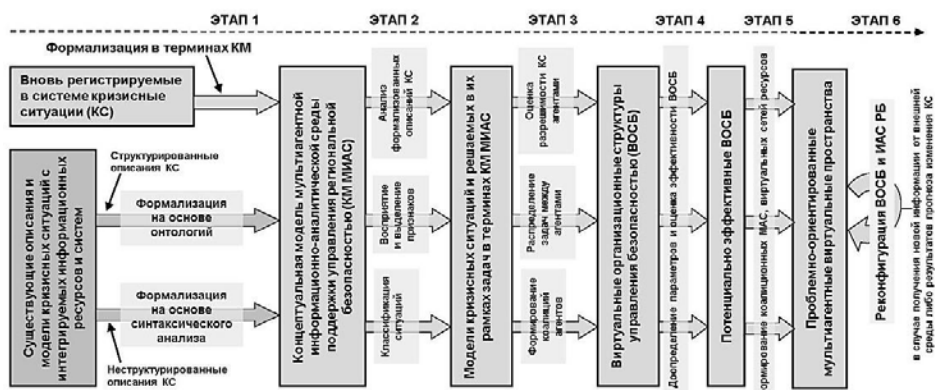 ЭТАП 1
ЭТАП 2
ЭТАП 3
ЭТАП 4
ЭТАП 5
ЭТАП 6
Формализация в терминах КМ
Вновь регистрируемые
в системе кризисные
ситуации (КС)
Существующие описания и
модели кризисных ситуаций с
интегрируемых информационных
ресурсов и систем
Структурированные
описания КС
Формализация
на основе
онтологий
Формализация
на основе
синтаксического
анализа
Неструктурированные
описания КС
Концептуальная модель мультиагентной
информационно-аналитической среды
поддержки управления региональной
безопасностью (КМ МИАС)
Анализ
формализованных
описаний КС
Восприятие
и выделение
признаков
Классификация
ситуаций
Модели кризисных ситуаций и решаемых в их
рамках задач в терминах КМ МИАС
Оценка
разрешимости КС
агентами
Распределение
задач между
агентами
Формирование
коалиций
агентов
Виртуальные организационные структуры
управления безопасностью (ВОСБ)
Доопределение параметров и оценка эффективности ВОСБ
Потенциально эффективные ВОСБ
Формирование коалиционных МАС, виртуальных сетей ресурсов
Проблемно-ориентированные
мультиагентные виртуальные пространства
Реконфигурация ВОСБ и ИАС РБ
в случае получения новой информации от внешней
среды либо результатов прогноза изменения КС